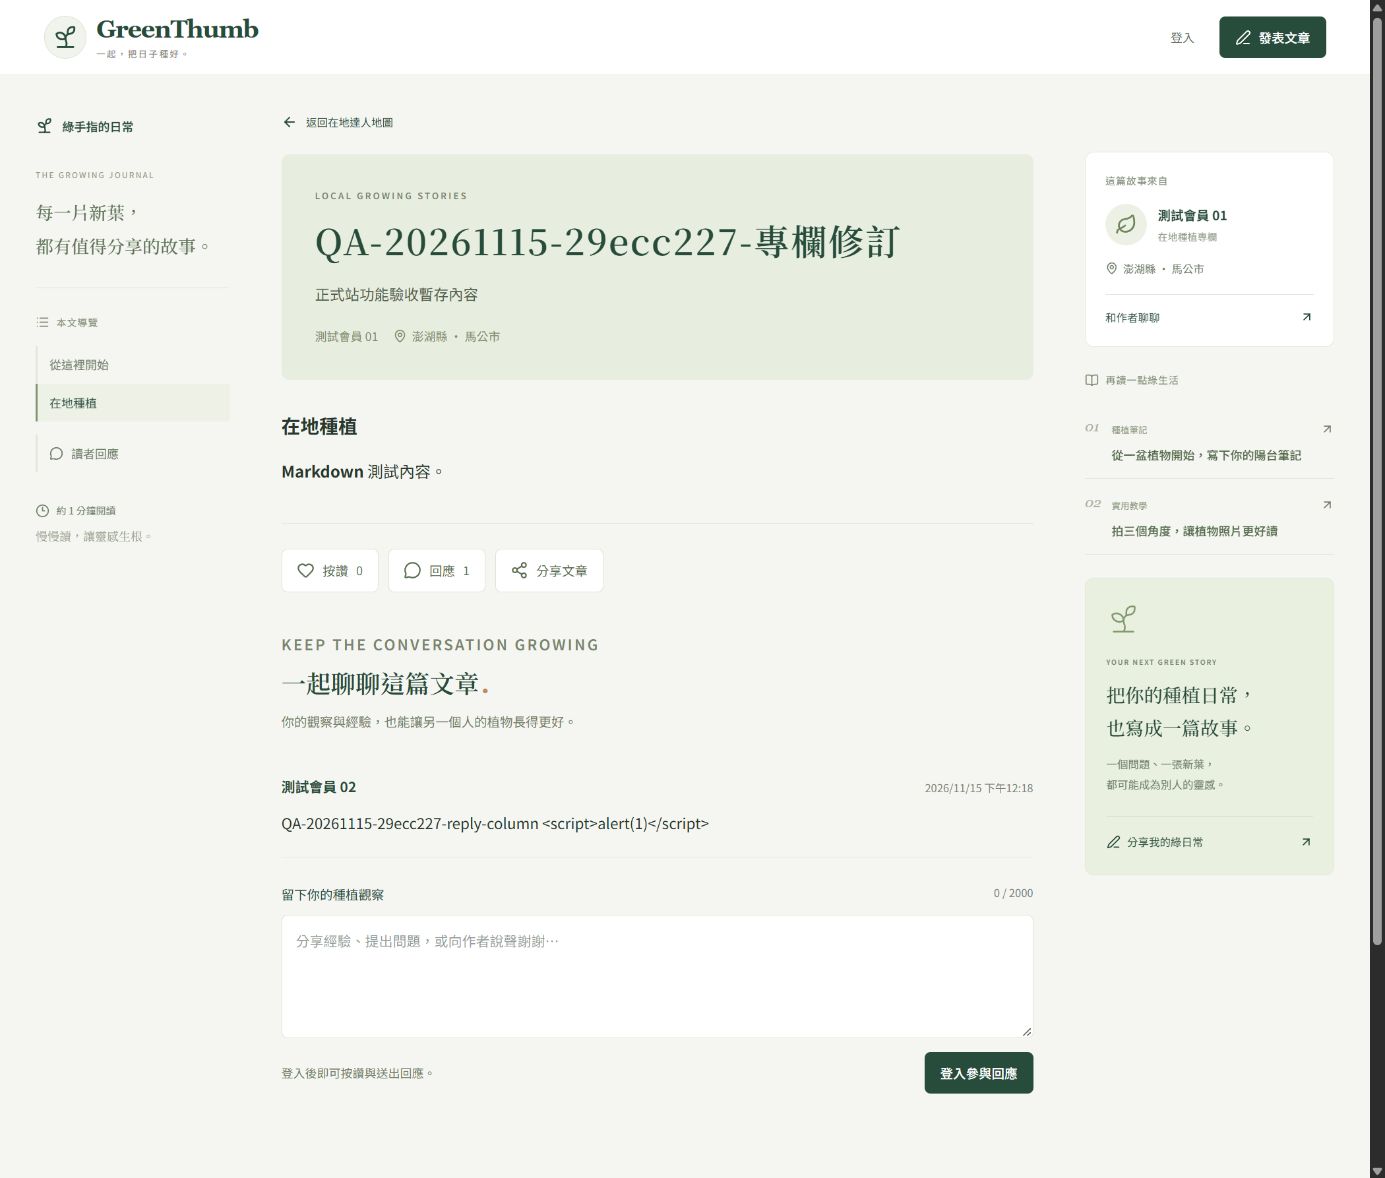 GreenThumb
一起，把日子種好。
登入
發表文章
綠手指的日常
THE GROWING JOURNAL
每一片新葉，
都有值得分享的故事。
本文導覽
從這裡開始
在地種植
讀者回應
約 1 分鐘閱讀
慢慢讀，讓靈感生根。
返回在地達人地圖
LOCAL GROWING STORIES
QA-20261115-29ecc227-專欄修訂
正式站功能驗收暫存內容
測試會員 01 澎湖縣・馬公市
在地種植
Markdown 測試內容。
按讚 0
回應 1
分享文章
KEEP THE CONVERSATION GROWING
一起聊聊這篇文章.
你的觀察與經驗，也能讓另一個人的植物長得更好。
測試會員 02
2026/11/15 下午12:18
QA-20261115-29ecc227-reply-column <script>alert(1)</script>
留下你的種植觀察
0 / 2000
分享經驗、提出問題，或向作者說聲謝謝…
登入後即可按讚與送出回應。
登入參與回應
這篇故事來自
測試會員 01
在地種植專欄
澎湖縣・馬公市
和作者聊聊
再讀一點綠生活
01 種植筆記
從一盆植物開始，寫下你的陽台筆記
02 實用教學
拍三個角度，讓植物照片更好讀
YOUR NEXT GREEN STORY
把你的種植日常，
也寫成一篇故事。
一個問題、一張新葉，
都可能成為別人的靈感。
分享我的綠日常